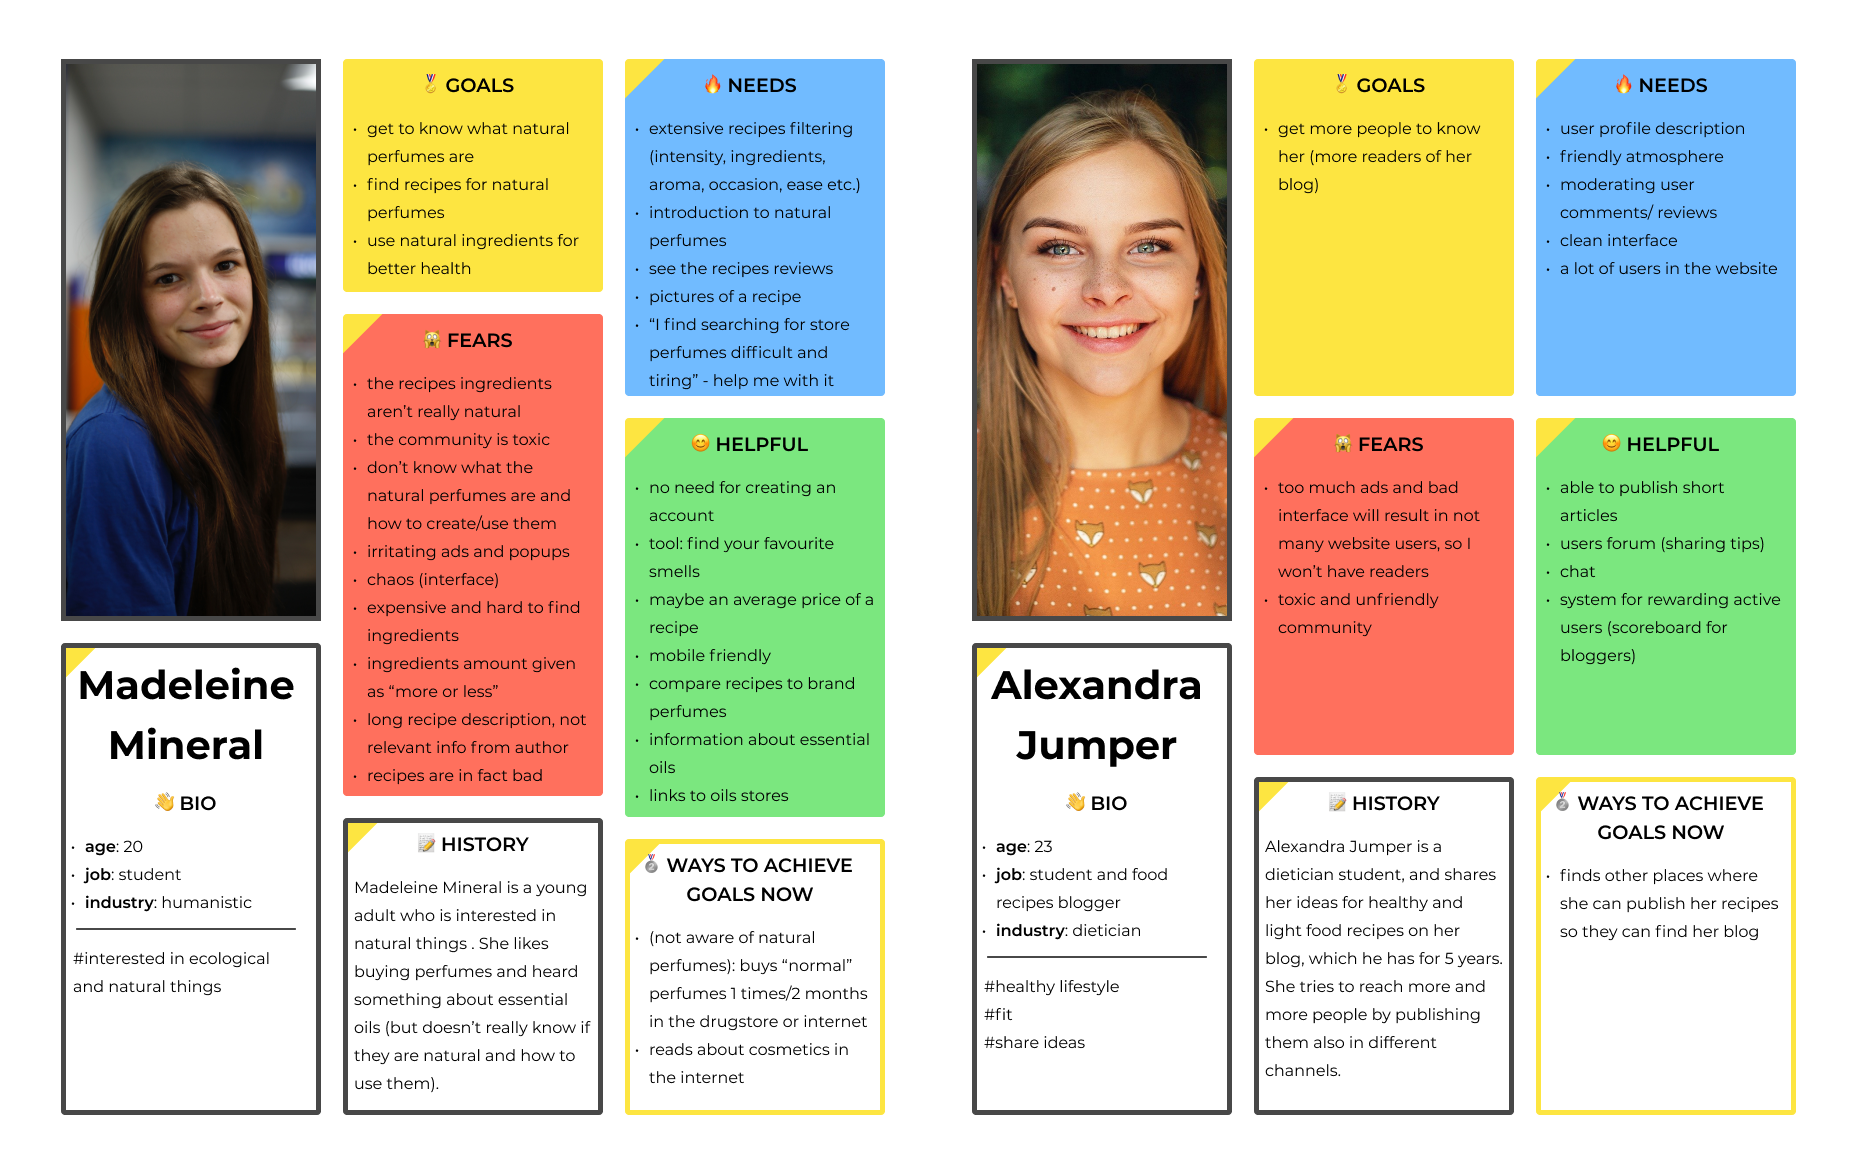 GOALS
• get to know what natural
perfumes are
• find recipes for natural
perfumes
• use natural ingredients for
better health
NEEDS
• extensive recipes filtering
(intensity, ingredients,
aroma, occasion, ease etc.)
• introduction to natural
perfumes
• see the recipes reviews
• pictures of a recipe
• “I find searching for store
perfumes difficult and
tiring” - help me with it
FEARS
• the recipes ingredients
aren’t really natural
• the community is toxic
• don’t know what the
natural perfumes are and
how to create/use them
• irritating ads and popups
• chaos (interface)
• expensive and hard to find
ingredients
• ingredients amount given
as “more or less”
• long recipe description, not
relevant info from author
• recipes are in fact bad
HELPFUL
• no need for creating an
account
• tool: find your favourite
smells
• maybe an average price of a
recipe
• mobile friendly
• compare recipes to brand
perfumes
• information about essential
oils
• links to oils stores
Madeleine
Mineral
BIO
• age: 20
• job: student
• industry: humanistic
#interested in ecological
and natural things
HISTORY
Madeleine Mineral is a young
adult who is interested in
natural things . She likes
buying perfumes and heard
something about essential
oils (but doesn’t really know if
they are natural and how to
use them).
WAYS TO ACHIEVE
GOALS NOW
• (not aware of natural
perfumes): buys “normal”
perfumes 1 times/2 months
in the drugstore or internet
• reads about cosmetics in
the internet
GOALS
• get more people to know
her (more readers of her
blog)
NEEDS
• user profile description
• friendly atmosphere
• moderating user
comments/ reviews
• clean interface
• a lot of users in the website
FEARS
• too much ads and bad
interface will result in not
many website users, so I
won’t have readers
• toxic and unfriendly
community
HELPFUL
• able to publish short
articles
• users forum (sharing tips)
• chat
• system for rewarding active
users (scoreboard for
bloggers)
Alexandra
Jumper
BIO
• age: 23
• job: student and food
recipes blogger
• industry: dietician
#healthy lifestyle
#fit
#share ideas
HISTORY
Alexandra Jumper is a
dietician student, and shares
her ideas for healthy and
light food recipes on her
blog, which he has for 5 years.
She tries to reach more and
more people by publishing
them also in different
channels.
WAYS TO ACHIEVE
GOALS NOW
• finds other places where
she can publish her recipes
so they can find her blog